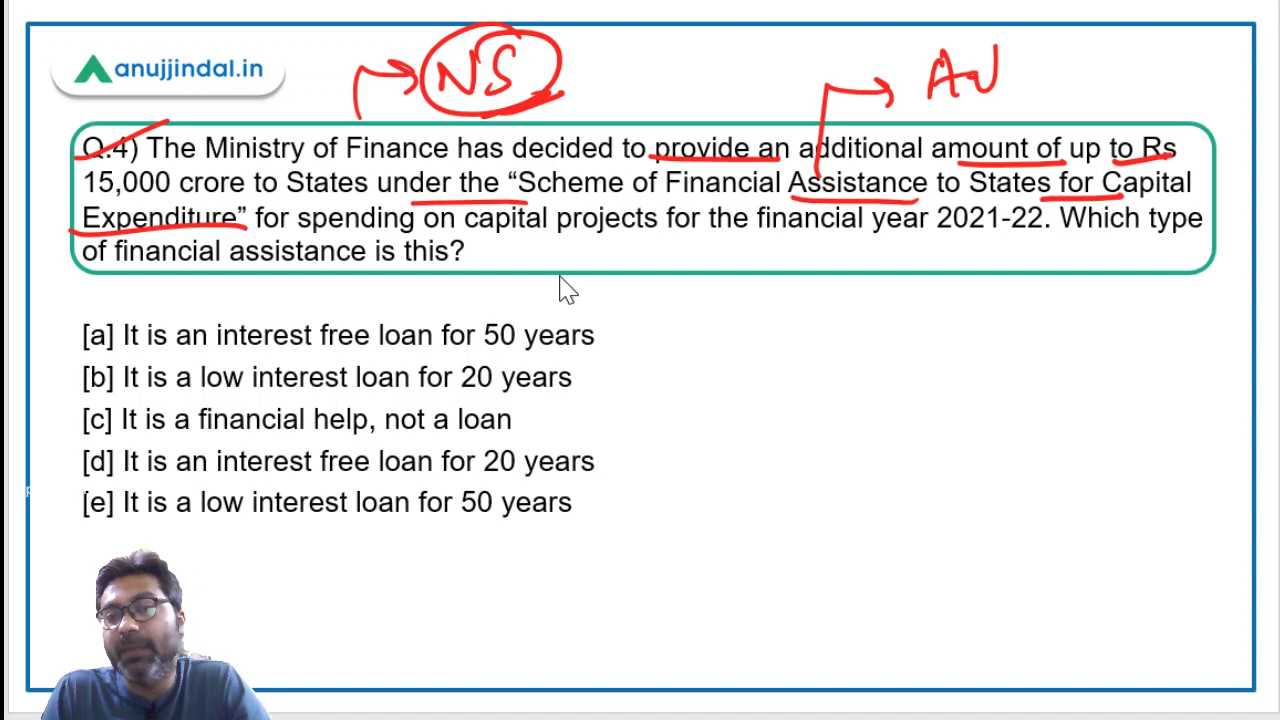 anujjindal.in
NS
Ad
Q.4) The Ministry of Finance has decided to provide an additional amount of up to Rs
15,000 crore to States under the “Scheme of Financial Assistance to States for Capital
Expenditure” for spending on capital projects for the financial year 2021-22. Which type
of financial assistance is this?
[a] It is an interest free loan for 50 years
[b] It is a low interest loan for 20 years
[c] It is a financial help, not a loan
[d] It is an interest free loan for 20 years
[e] It is a low interest loan for 50 years